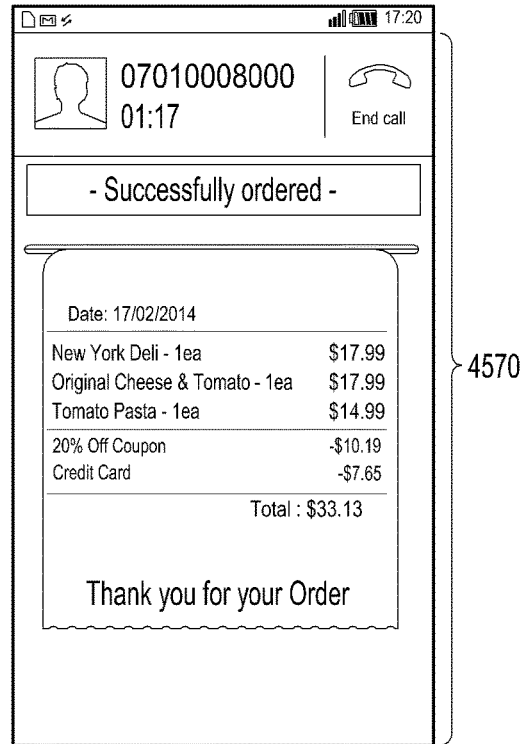 17:20
07010008000
01:17
End call
- Successfully ordered -
Date: 17/02/2014
New York Deli - 1ea $17.99
Original Cheese & Tomato - 1ea $17.99
Tomato Pasta - 1ea $14.99
20% Off Coupon -$10.19
Credit Card -$7.65
Total : $33.13
Thank you for your Order
4570